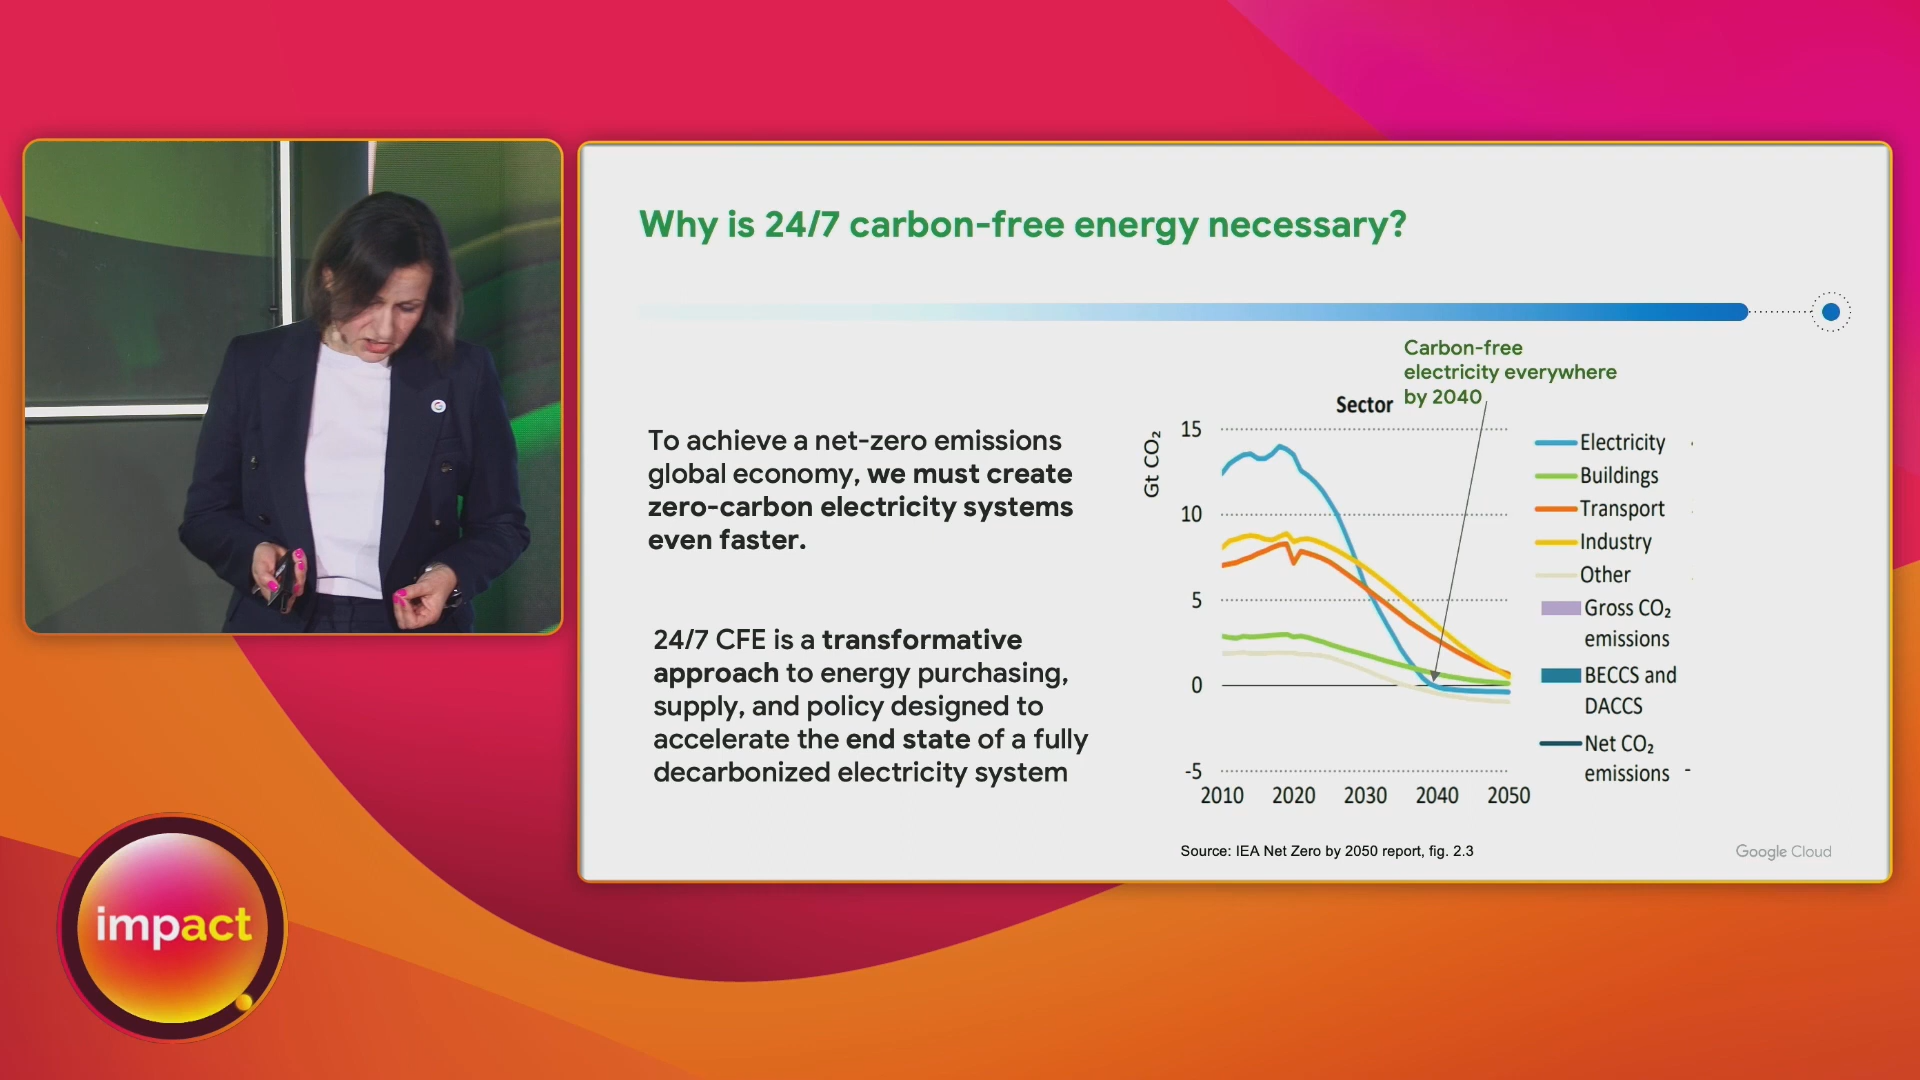 Why is 24/7 carbon-free energy necessary?
To achieve a net-zero emissions
global economy, we must create
zero-carbon electricity systems
even faster.
24/7 CFE is a transformative
approach to energy purchasing,
supply, and policy designed to
accelerate the end state of a fully
decarbonized electricity system
Carbon-free
electricity everywhere
by 2040
Sector
Gt CO₂
15
10
5
0
-5
2010 2020 2030 2040 2050
Electricity
Buildings
Transport
Industry
Other
Gross CO₂
emissions
BECCS and
DACCS
Net CO₂
emissions
Source: IEA Net Zero by 2050 report, fig. 2.3
Google Cloud
impact